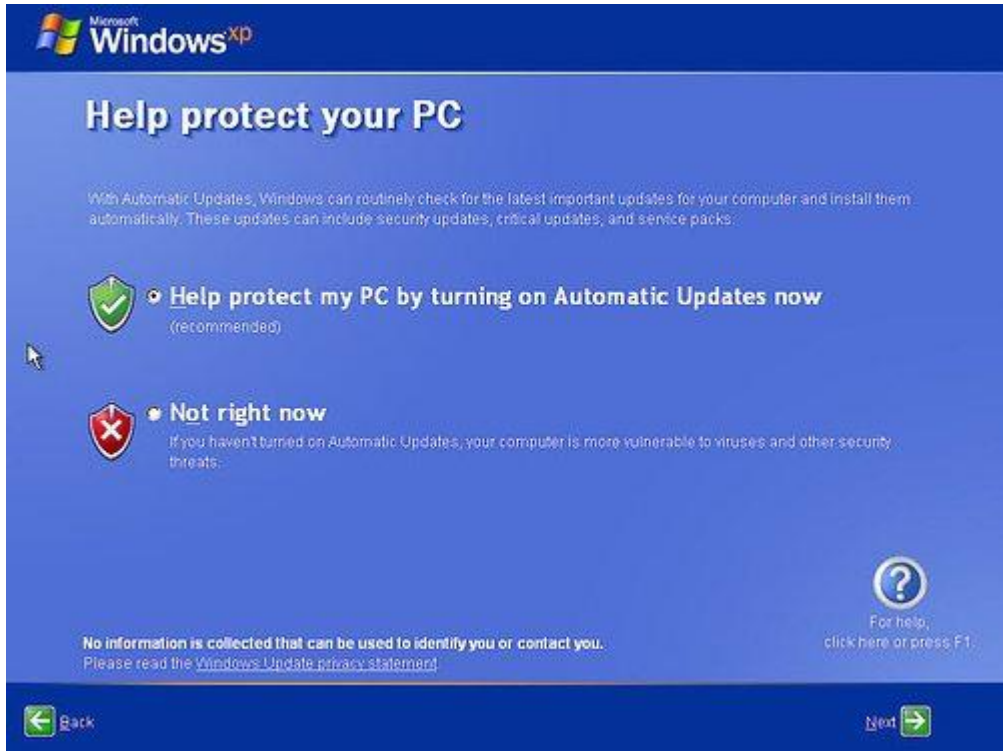 Microsoft
Windows xp
Help protect your PC
With Automatic Updates, Windows can routinely check for the latest important updates for your computer and install them
automatically. These updates can include security updates, critical updates, and service packs.
Help protect my PC by turning on Automatic Updates now
(recommended)
Not right now
If you haven't turned on Automatic Updates, your computer is more vulnerable to viruses and other security
threats.
For help,
click here or press F1.
No information is collected that can be used to identify you or contact you.
Please read the Windows Update privacy statement
Back
Next